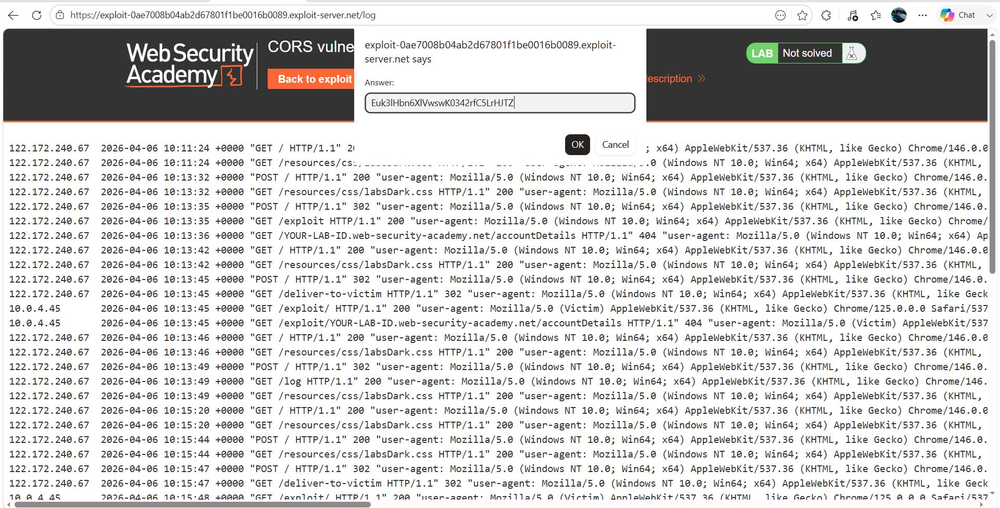 https://exploit-0ae7008b04ab2d67801f1be0016b0089.exploit-server.net/log
Chat
Web Security
Academy
CORS vulne
Back to exploit
exploit-0ae7008b04ab2d67801f1be0016b0089.exploit-
server.net says
Answer:
Euk3lHbn6XlVwswK0342rfC5LrHJTZ
OK Cancel
LAB Not solved
description
122.172.240.67 2026-04-06 10:11:24 +0000 "GET / HTTP/1.1" 20 ; x64) AppleWebKit/537.36 (KHTML, like Gecko) Chrome/146.0.0
122.172.240.67 2026-04-06 10:11:24 +0000 "GET /resources/css/labsDark.css HTTP/1.1" 200 "user-agent: Mozilla/5.0 (Windows NT 10.0; Win64; x64) AppleWebKit/537.36 (KHTML,
122.172.240.67 2026-04-06 10:13:32 +0000 "POST / HTTP/1.1" 200 "user-agent: Mozilla/5.0 (Windows NT 10.0; Win64; x64) AppleWebKit/537.36 (KHTML, like Gecko) Chrome/146.0.
122.172.240.67 2026-04-06 10:13:32 +0000 "GET /resources/css/labsDark.css HTTP/1.1" 200 "user-agent: Mozilla/5.0 (Windows NT 10.0; Win64; x64) AppleWebKit/537.36 (KHTML,
122.172.240.67 2026-04-06 10:13:35 +0000 "POST / HTTP/1.1" 302 "user-agent: Mozilla/5.0 (Windows NT 10.0; Win64; x64) AppleWebKit/537.36 (KHTML, like Gecko) Chrome/146.0.
122.172.240.67 2026-04-06 10:13:35 +0000 "GET /exploit HTTP/1.1" 200 "user-agent: Mozilla/5.0 (Windows NT 10.0; Win64; x64) AppleWebKit/537.36 (KHTML, like Gecko) Chrome/
122.172.240.67 2026-04-06 10:13:36 +0000 "GET /YOUR-LAB-ID.web-security-academy.net/accountDetails HTTP/1.1" 404 "user-agent: Mozilla/5.0 (Windows NT 10.0; Win64; x64) Ap
122.172.240.67 2026-04-06 10:13:42 +0000 "GET / HTTP/1.1" 200 "user-agent: Mozilla/5.0 (Windows NT 10.0; Win64; x64) AppleWebKit/537.36 (KHTML, like Gecko) Chrome/146.0.0
122.172.240.67 2026-04-06 10:13:42 +0000 "GET /resources/css/labsDark.css HTTP/1.1" 200 "user-agent: Mozilla/5.0 (Windows NT 10.0; Win64; x64) AppleWebKit/537.36 (KHTML,
122.172.240.67 2026-04-06 10:13:45 +0000 "POST / HTTP/1.1" 302 "user-agent: Mozilla/5.0 (Windows NT 10.0; Win64; x64) AppleWebKit/537.36 (KHTML, like Gecko) Chrome/146.0.
122.172.240.67 2026-04-06 10:13:45 +0000 "GET /deliver-to-victim HTTP/1.1" 302 "user-agent: Mozilla/5.0 (Windows NT 10.0; Win64; x64) AppleWebKit/537.36 (KHTML, like Geck
10.0.4.45 2026-04-06 10:13:45 +0000 "GET /exploit/ HTTP/1.1" 200 "user-agent: Mozilla/5.0 (Victim) AppleWebKit/537.36 (KHTML, like Gecko) Chrome/125.0.0.0 Safari/537
10.0.4.45 2026-04-06 10:13:45 +0000 "GET /exploit/YOUR-LAB-ID.web-security-academy.net/accountDetails HTTP/1.1" 404 "user-agent: Mozilla/5.0 (Victim) AppleWebKit/537
122.172.240.67 2026-04-06 10:13:46 +0000 "GET / HTTP/1.1" 200 "user-agent: Mozilla/5.0 (Windows NT 10.0; Win64; x64) AppleWebKit/537.36 (KHTML, like Gecko) Chrome/146.0.0
122.172.240.67 2026-04-06 10:13:46 +0000 "GET /resources/css/labsDark.css HTTP/1.1" 200 "user-agent: Mozilla/5.0 (Windows NT 10.0; Win64; x64) AppleWebKit/537.36 (KHTML,
122.172.240.67 2026-04-06 10:13:49 +0000 "POST / HTTP/1.1" 302 "user-agent: Mozilla/5.0 (Windows NT 10.0; Win64; x64) AppleWebKit/537.36 (KHTML, like Gecko) Chrome/146.0.
122.172.240.67 2026-04-06 10:13:49 +0000 "GET /log HTTP/1.1" 200 "user-agent: Mozilla/5.0 (Windows NT 10.0; Win64; x64) AppleWebKit/537.36 (KHTML, like Gecko) Chrome/146.
122.172.240.67 2026-04-06 10:13:49 +0000 "GET /resources/css/labsDark.css HTTP/1.1" 200 "user-agent: Mozilla/5.0 (Windows NT 10.0; Win64; x64) AppleWebKit/537.36 (KHTML,
122.172.240.67 2026-04-06 10:15:20 +0000 "GET / HTTP/1.1" 200 "user-agent: Mozilla/5.0 (Windows NT 10.0; Win64; x64) AppleWebKit/537.36 (KHTML, like Gecko) Chrome/146.0.0
122.172.240.67 2026-04-06 10:15:20 +0000 "GET /resources/css/labsDark.css HTTP/1.1" 200 "user-agent: Mozilla/5.0 (Windows NT 10.0; Win64; x64) AppleWebKit/537.36 (KHTML,
122.172.240.67 2026-04-06 10:15:44 +0000 "POST / HTTP/1.1" 200 "user-agent: Mozilla/5.0 (Windows NT 10.0; Win64; x64) AppleWebKit/537.36 (KHTML, like Gecko) Chrome/146.0.
122.172.240.67 2026-04-06 10:15:44 +0000 "GET /resources/css/labsDark.css HTTP/1.1" 200 "user-agent: Mozilla/5.0 (Windows NT 10.0; Win64; x64) AppleWebKit/537.36 (KHTML,
122.172.240.67 2026-04-06 10:15:47 +0000 "POST / HTTP/1.1" 302 "user-agent: Mozilla/5.0 (Windows NT 10.0; Win64; x64) AppleWebKit/537.36 (KHTML, like Gecko) Chrome/146.0.
122.172.240.67 2026-04-06 10:15:47 +0000 "GET /deliver-to-victim HTTP/1.1" 302 "user-agent: Mozilla/5.0 (Windows NT 10.0; Win64; x64) AppleWebKit/537.36 (KHTML, like Geck
10.0.4.45 2026-04-06 10:15:48 +0000 "GET /exploit/ HTTP/1.1" 200 "user-agent: Mozilla/5.0 (Victim) AppleWebKit/537.36 (KHTML, like Gecko) Chrome/125.0.0.0 Safari/537